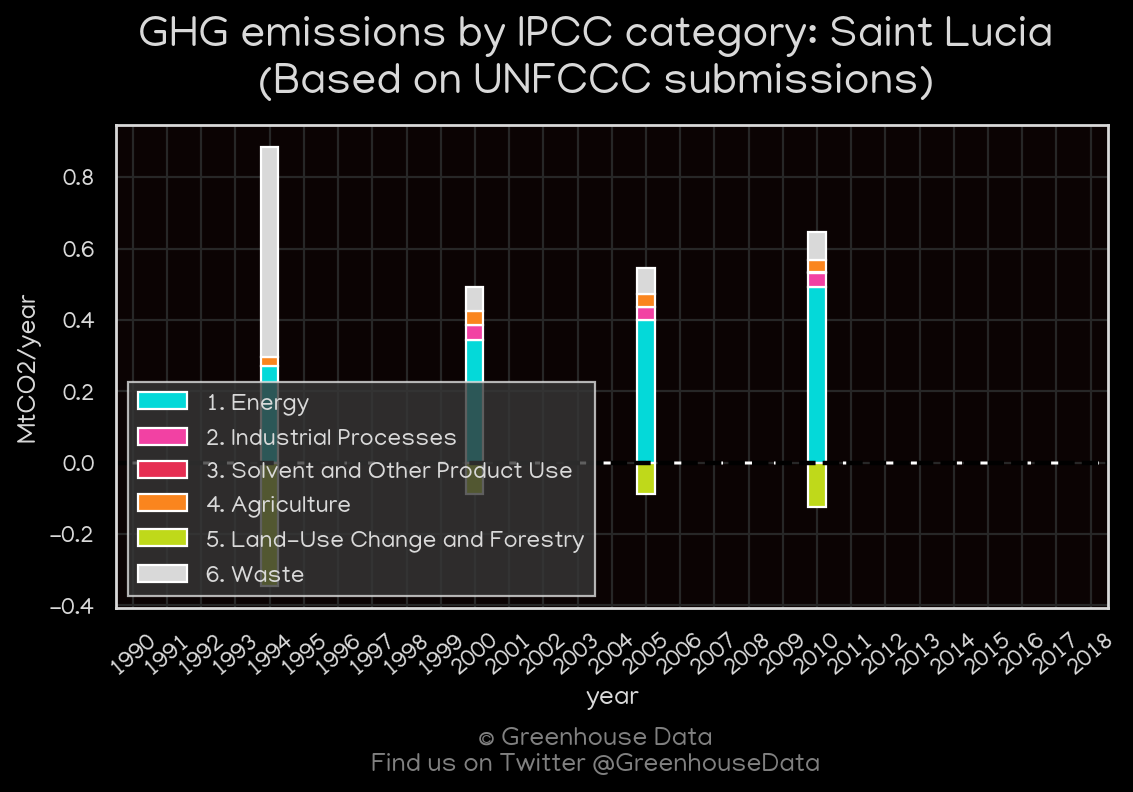 GHG emissions by IPCC category: Saint Lucia
(Based on UNFCCC submissions)
MtCO2/year
0.8
0.6
0.4
0.2
0.0
−0.2
−0.4
1. Energy
2. Industrial Processes
3. Solvent and Other Product Use
4. Agriculture
5. Land-Use Change and Forestry
6. Waste
1990 1991 1992 1993 1994 1995 1996 1997 1998 1999 2000 2001 2002 2003 2004 2005 2006 2007 2008 2009 2010 2011 2012 2013 2014 2015 2016 2017 2018
year
© Greenhouse Data
Find us on Twitter @GreenhouseData